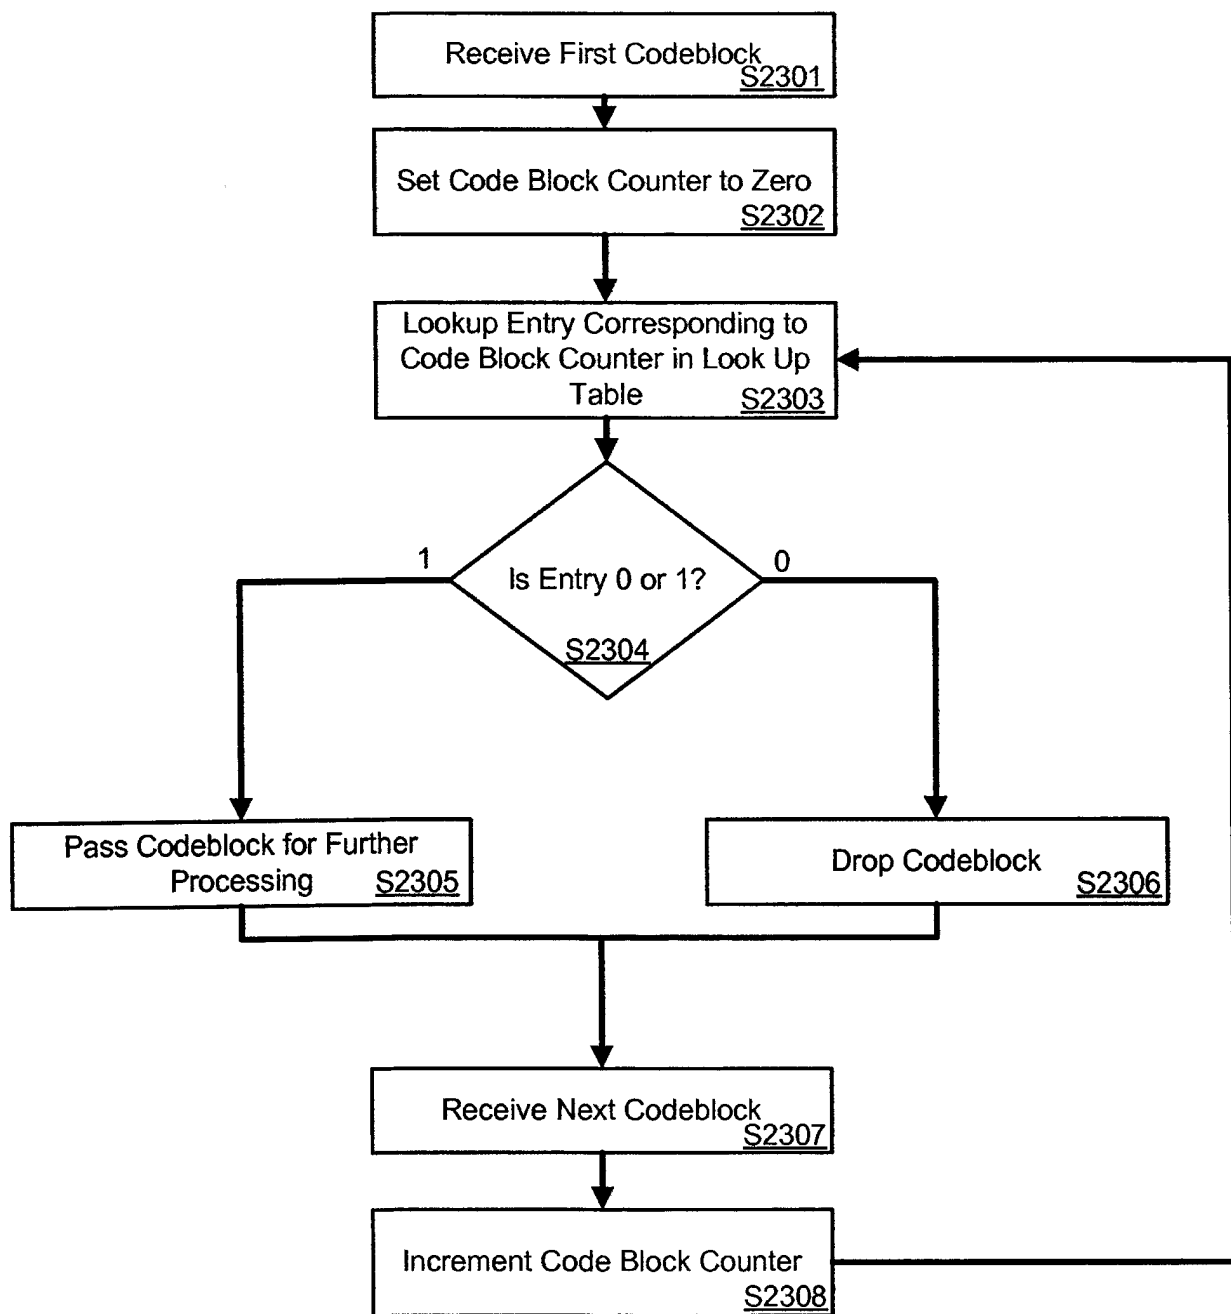 Receive First Codeblock
S2301
Set Code Block Counter to Zero
S2302
Lookup Entry Corresponding to
Code Block Counter in Look Up
Table
S2303
1
0
Is Entry 0 or 1?
S2304
Pass Codeblock for Further
Processing
S2305
Drop Codeblock
S2306
Receive Next Codeblock
S2307
Increment Code Block Counter
S2308